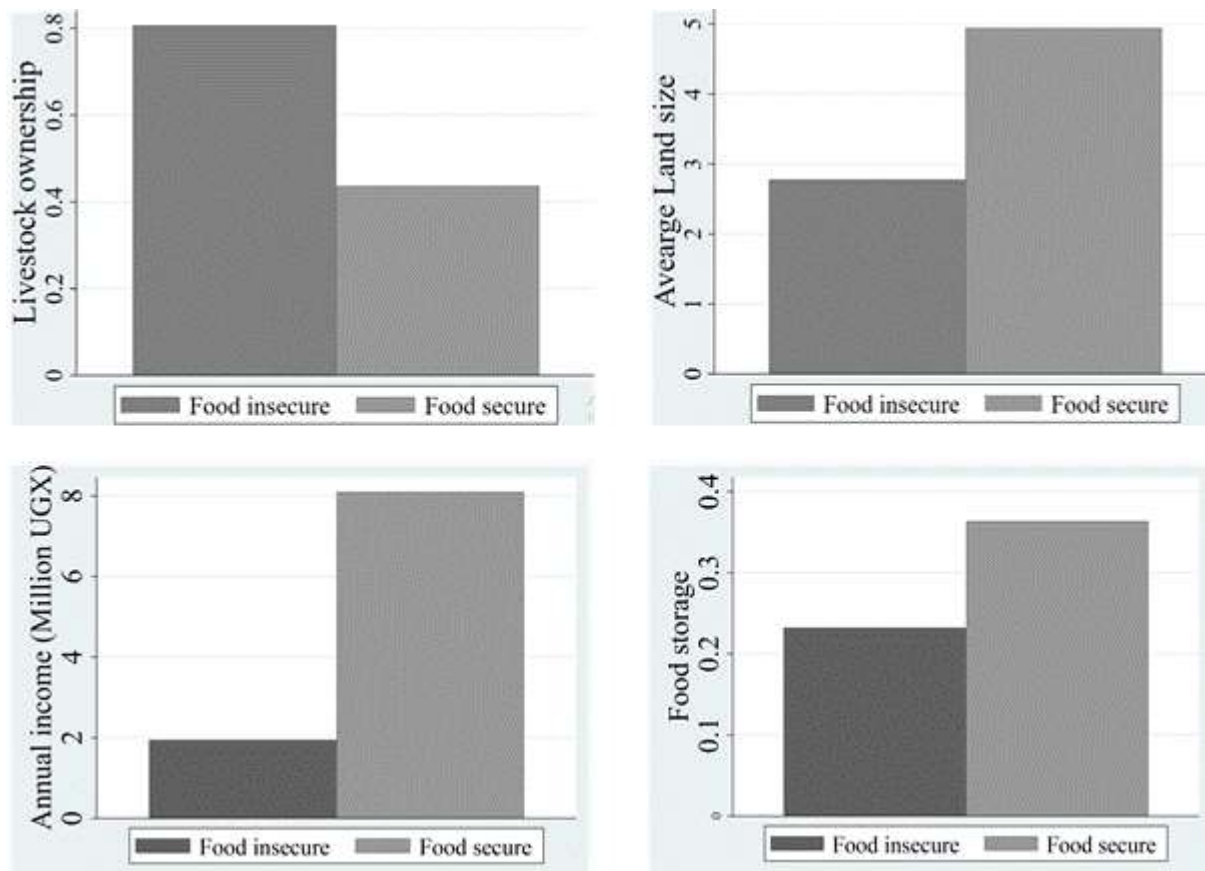 Livestock ownership
0.8
0.6
0.4
0.2
0
Food insecure Food secure
Avearge Land size
5
4
3
2
1
0
Food insecure Food secure
Annual income (Million UGX)
8
6
4
2
0
Food insecure Food secure
Food storage
0.4
0.3
0.2
0.1
0
Food insecure Food secure